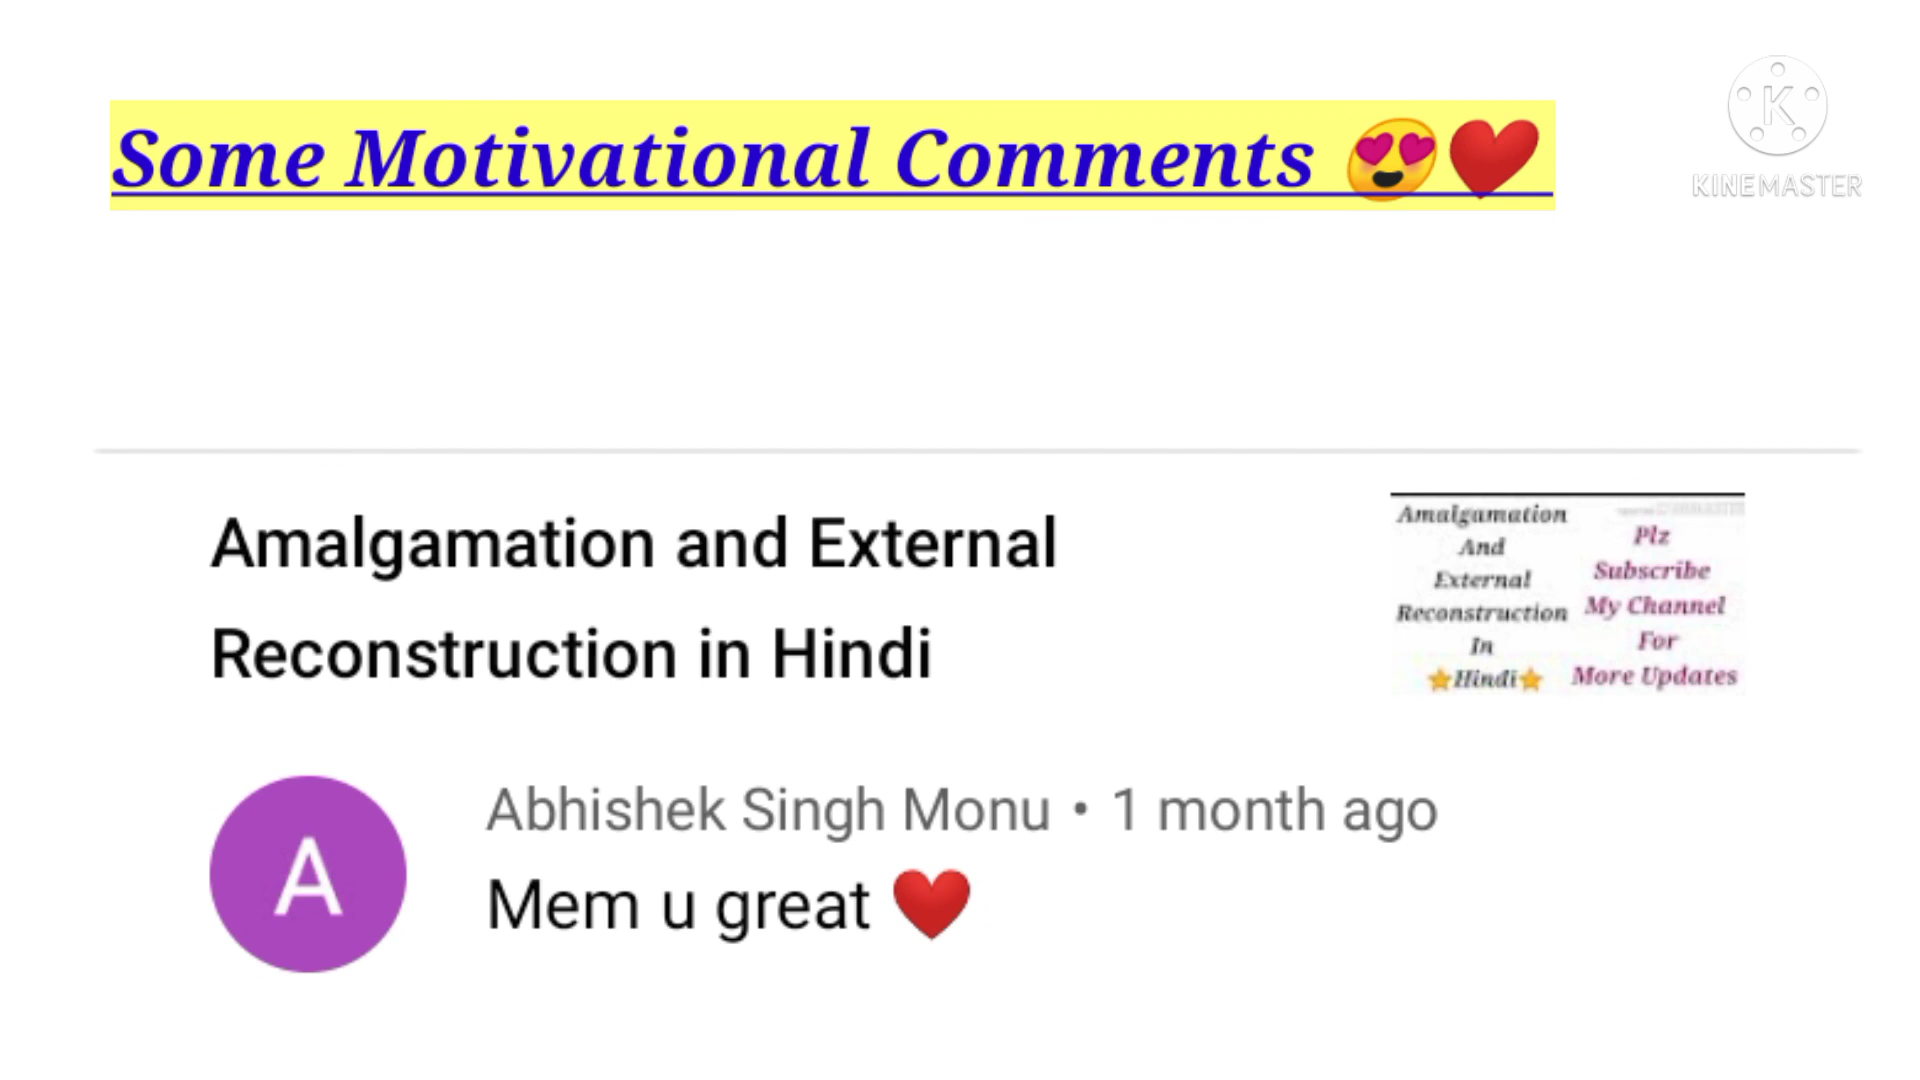 Some Motivational Comments 😍❤️
K
KINEMASTER
Amalgamation and External
Reconstruction in Hindi
Amalgamation
And
External
Reconstruction
In
⭐Hindi⭐
Plz
Subscribe
My Channel
For
More Updates
A
Abhishek Singh Monu • 1 month ago
Mem u great ❤️